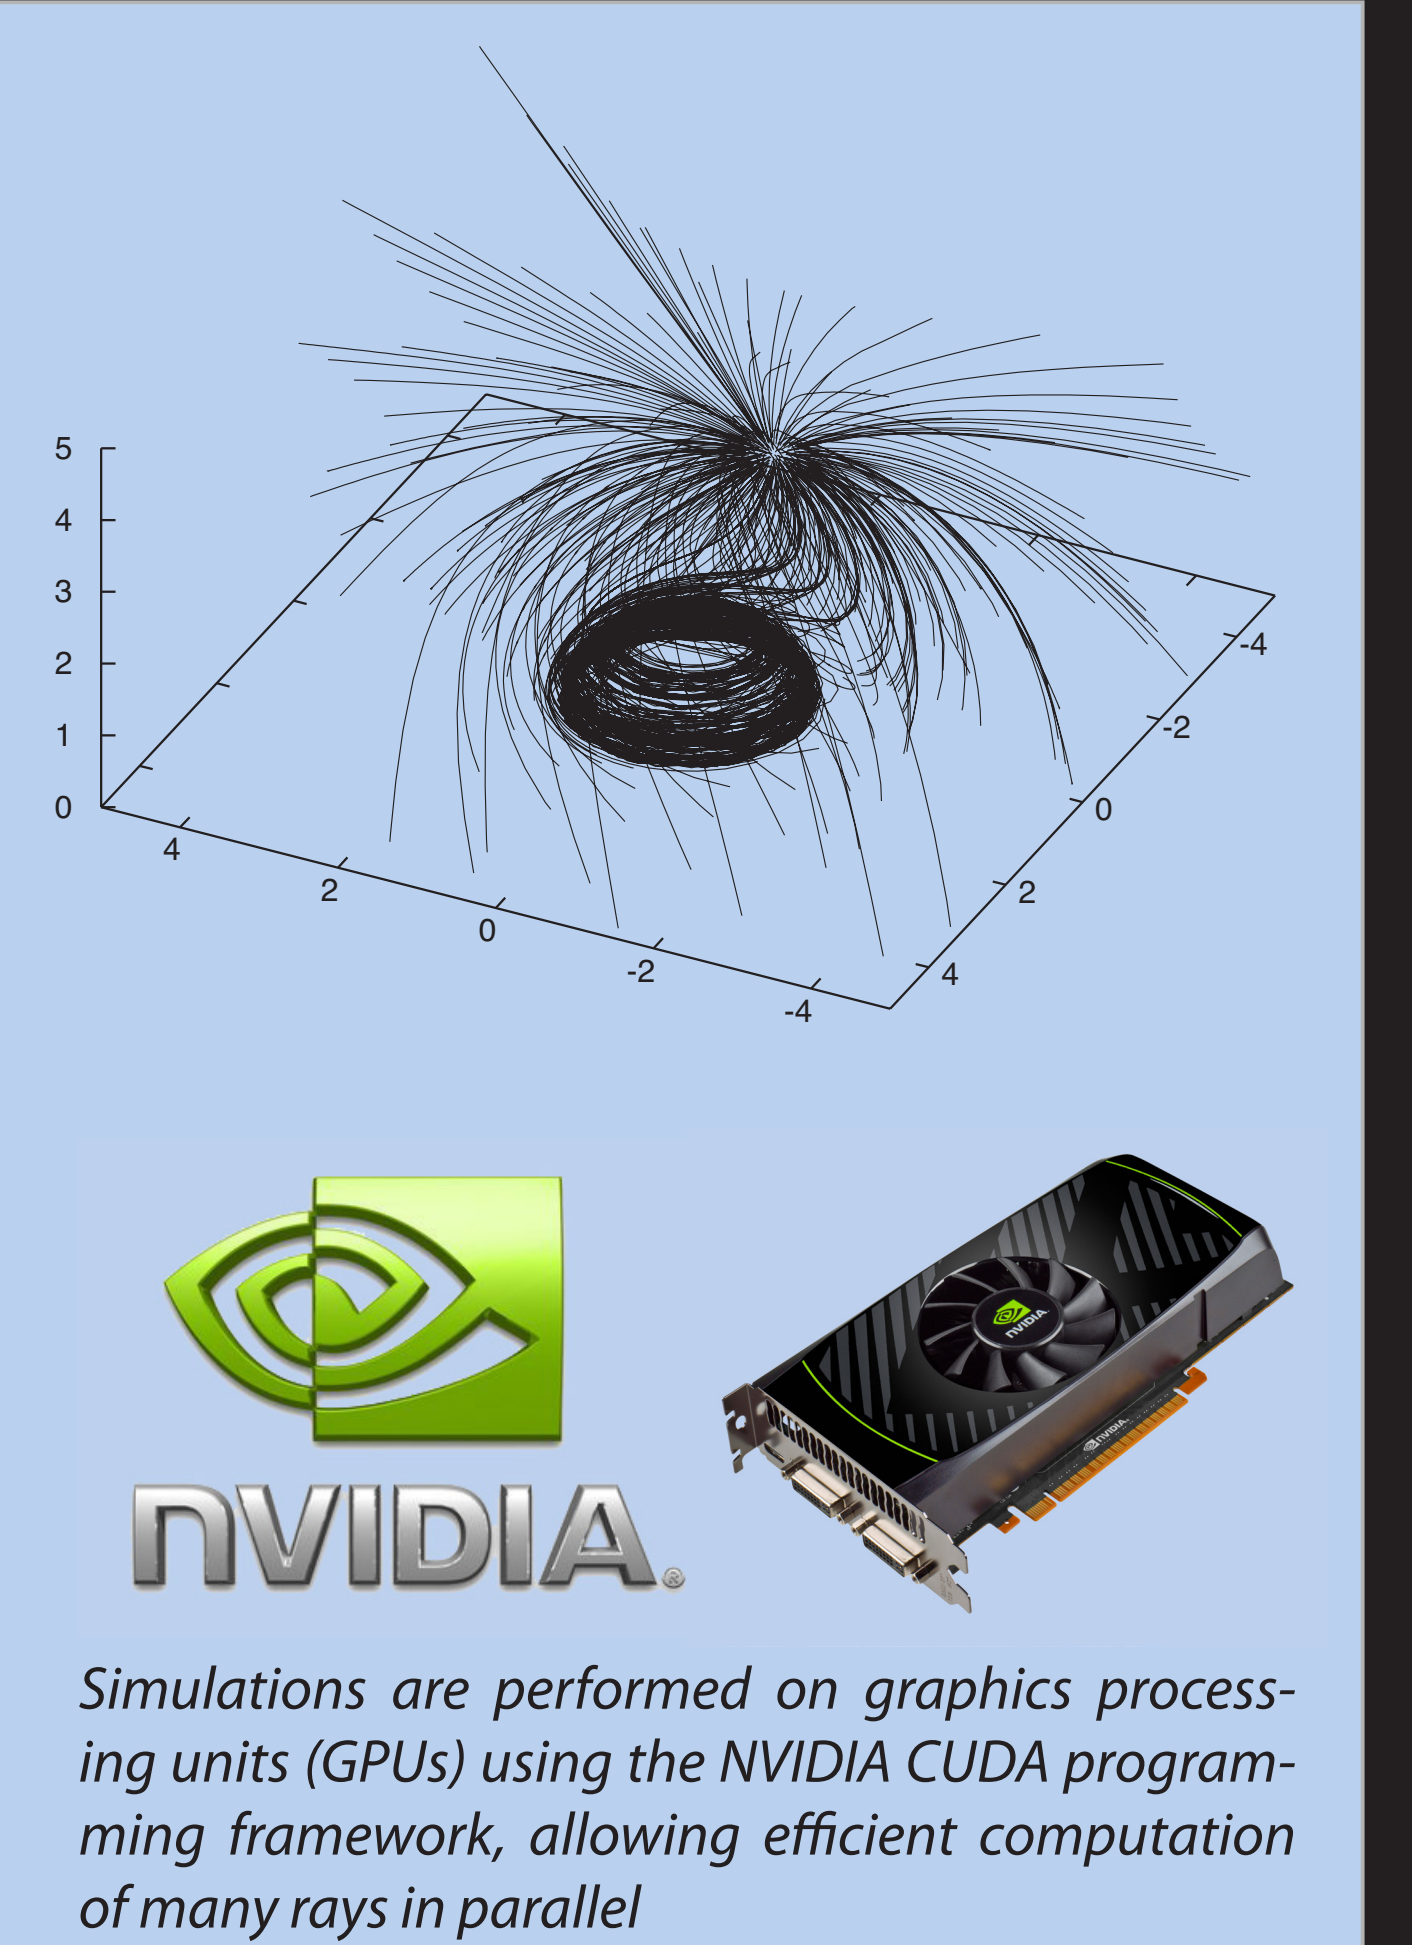 5
4
3
2
1
0
4
2
0
-2
-4
4
2
0
-2
-4
NVIDIA®
NVIDIA.
NVIDIA.
Simulations are performed on graphics process-
ing units (GPUs) using the NVIDIA CUDA program-
ming framework, allowing efficient computation
of many rays in parallel